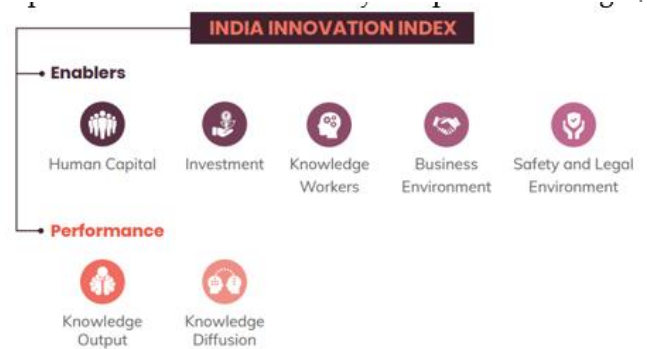 INDIA INNOVATION INDEX
Enablers
Human Capital
Investment
Knowledge
Workers
Business
Environment
Safety and Legal
Environment
Performance
Knowledge
Output
Knowledge
Diffusion